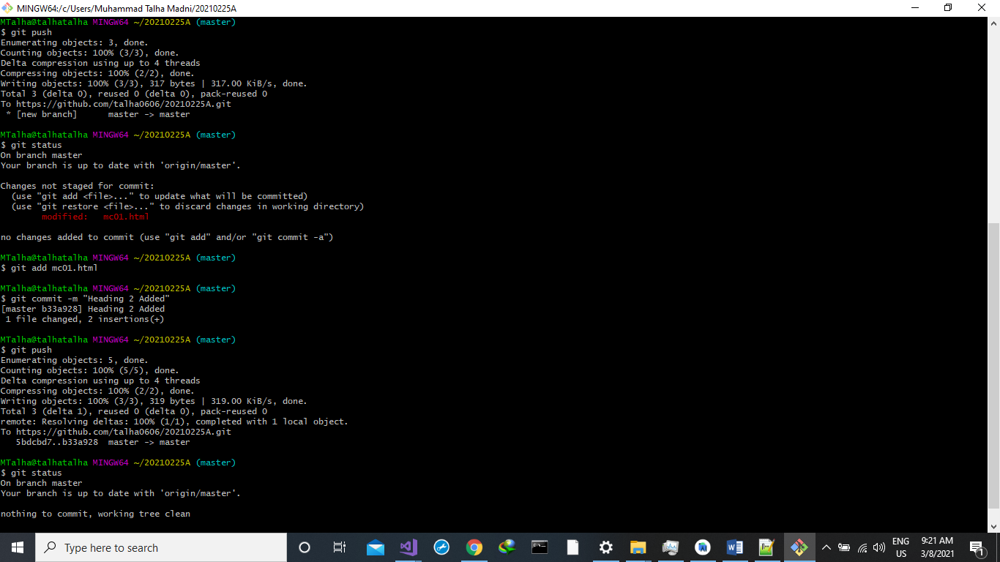 MINGW64:/c/Users/Muhammad Talha Madni/20210225A
MTalha@talhatalha MINGW64 ~/20210225A (master)
$ git push
Enumerating objects: 3, done.
Counting objects: 100% (3/3), done.
Delta compression using up to 4 threads
Compressing objects: 100% (2/2), done.
Writing objects: 100% (3/3), 317 bytes | 317.00 KiB/s, done.
Total 3 (delta 0), reused 0 (delta 0), pack-reused 0
To https://github.com/talha0606/20210225A.git
 * [new branch]      master -> master
MTalha@talhatalha MINGW64 ~/20210225A (master)
$ git status
On branch master
Your branch is up to date with 'origin/master'.
Changes not staged for commit:
  (use "git add <file>..." to update what will be committed)
  (use "git restore <file>..." to discard changes in working directory)
        modified:   mc01.html
no changes added to commit (use "git add" and/or "git commit -a")
MTalha@talhatalha MINGW64 ~/20210225A (master)
$ git add mc01.html
MTalha@talhatalha MINGW64 ~/20210225A (master)
$ git commit -m "Heading 2 Added"
[master b33a928] Heading 2 Added
 1 file changed, 2 insertions(+)
MTalha@talhatalha MINGW64 ~/20210225A (master)
$ git push
Enumerating objects: 5, done.
Counting objects: 100% (5/5), done.
Delta compression using up to 4 threads
Compressing objects: 100% (2/2), done.
Writing objects: 100% (3/3), 319 bytes | 319.00 KiB/s, done.
Total 3 (delta 1), reused 0 (delta 0), pack-reused 0
remote: Resolving deltas: 100% (1/1), completed with 1 local object.
To https://github.com/talha0606/20210225A.git
   5bdcbd7..b33a928  master -> master
MTalha@talhatalha MINGW64 ~/20210225A (master)
$ git status
On branch master
Your branch is up to date with 'origin/master'.
nothing to commit, working tree clean
Type here to search
ENG
US
9:21 AM
3/8/2021
1